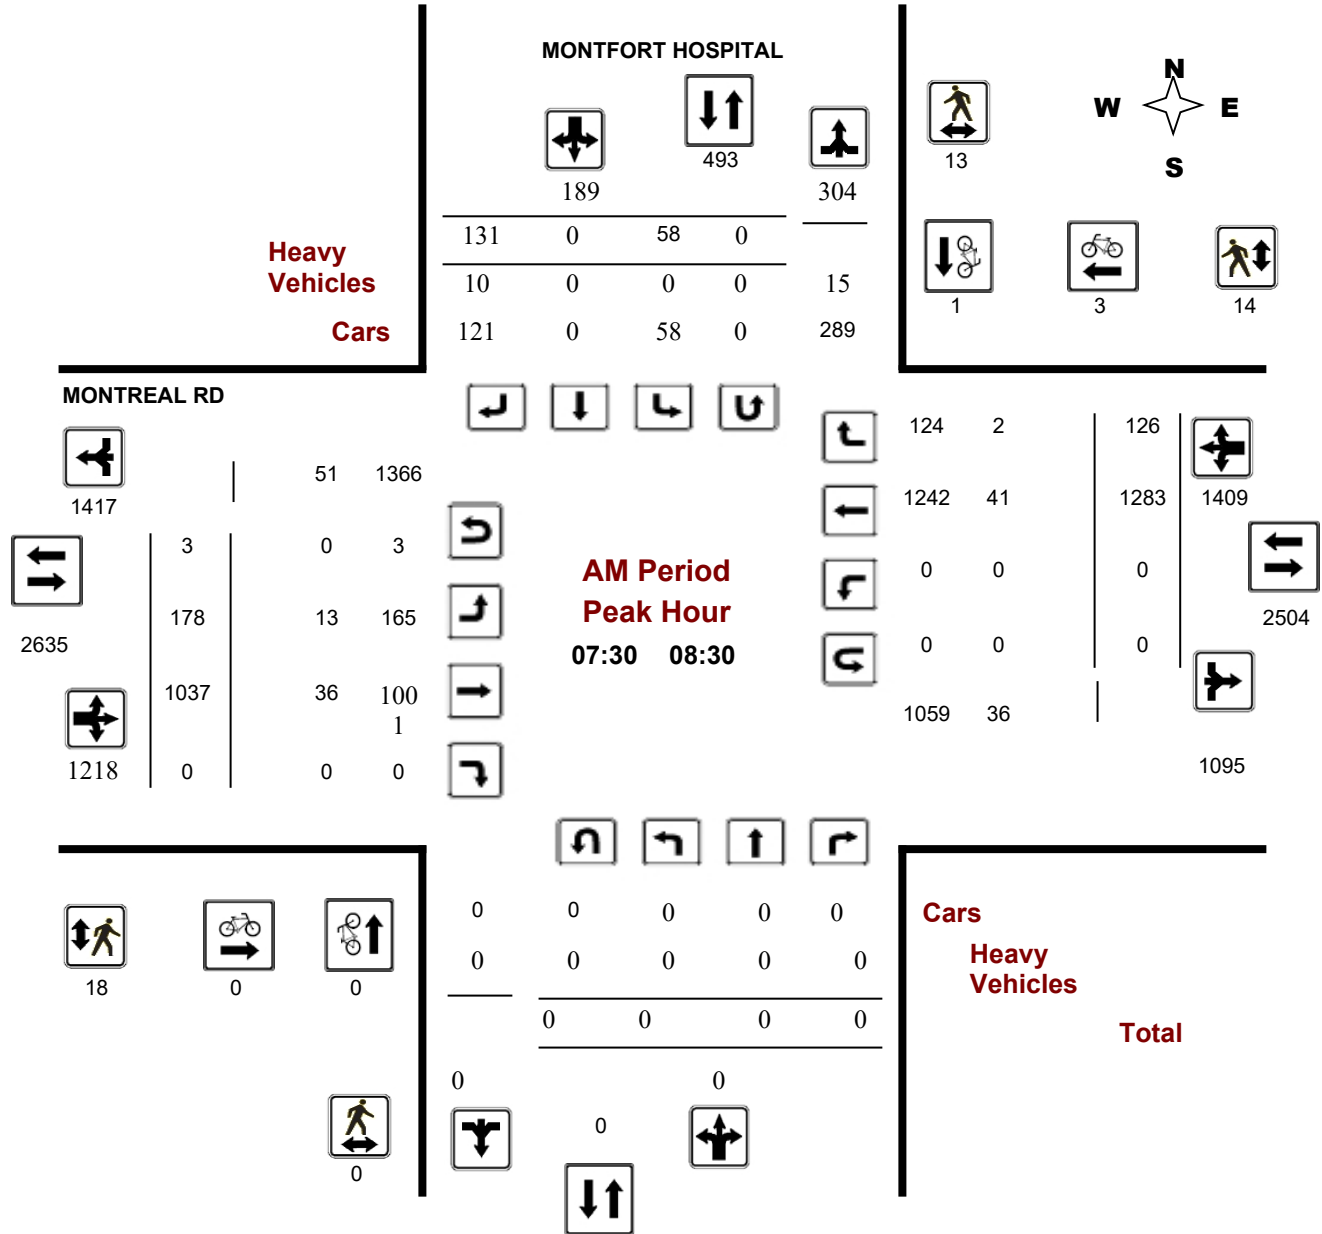 MONTFORT HOSPITAL
N
W E
S
493
13
189
304
131 0 58 0
Heavy
Vehicles
10 0 0 0 15
1 3 14
Cars
121 0 58 0 289
MONTREAL RD
124 2 126
51 1366
1417
1242 41 1283 1409
3 0 3
AM Period
0 0 0
Peak Hour
178 13 165
2504
2635
07:30 08:30
0 0 0
1037 36 100
1
1059 36
1218 0 0 0
1095
0 0 0 0 0
Cars
0 0 0 0 0
Heavy
Vehicles
18 0 0
0 0 0 0
Total
0 0
0
0